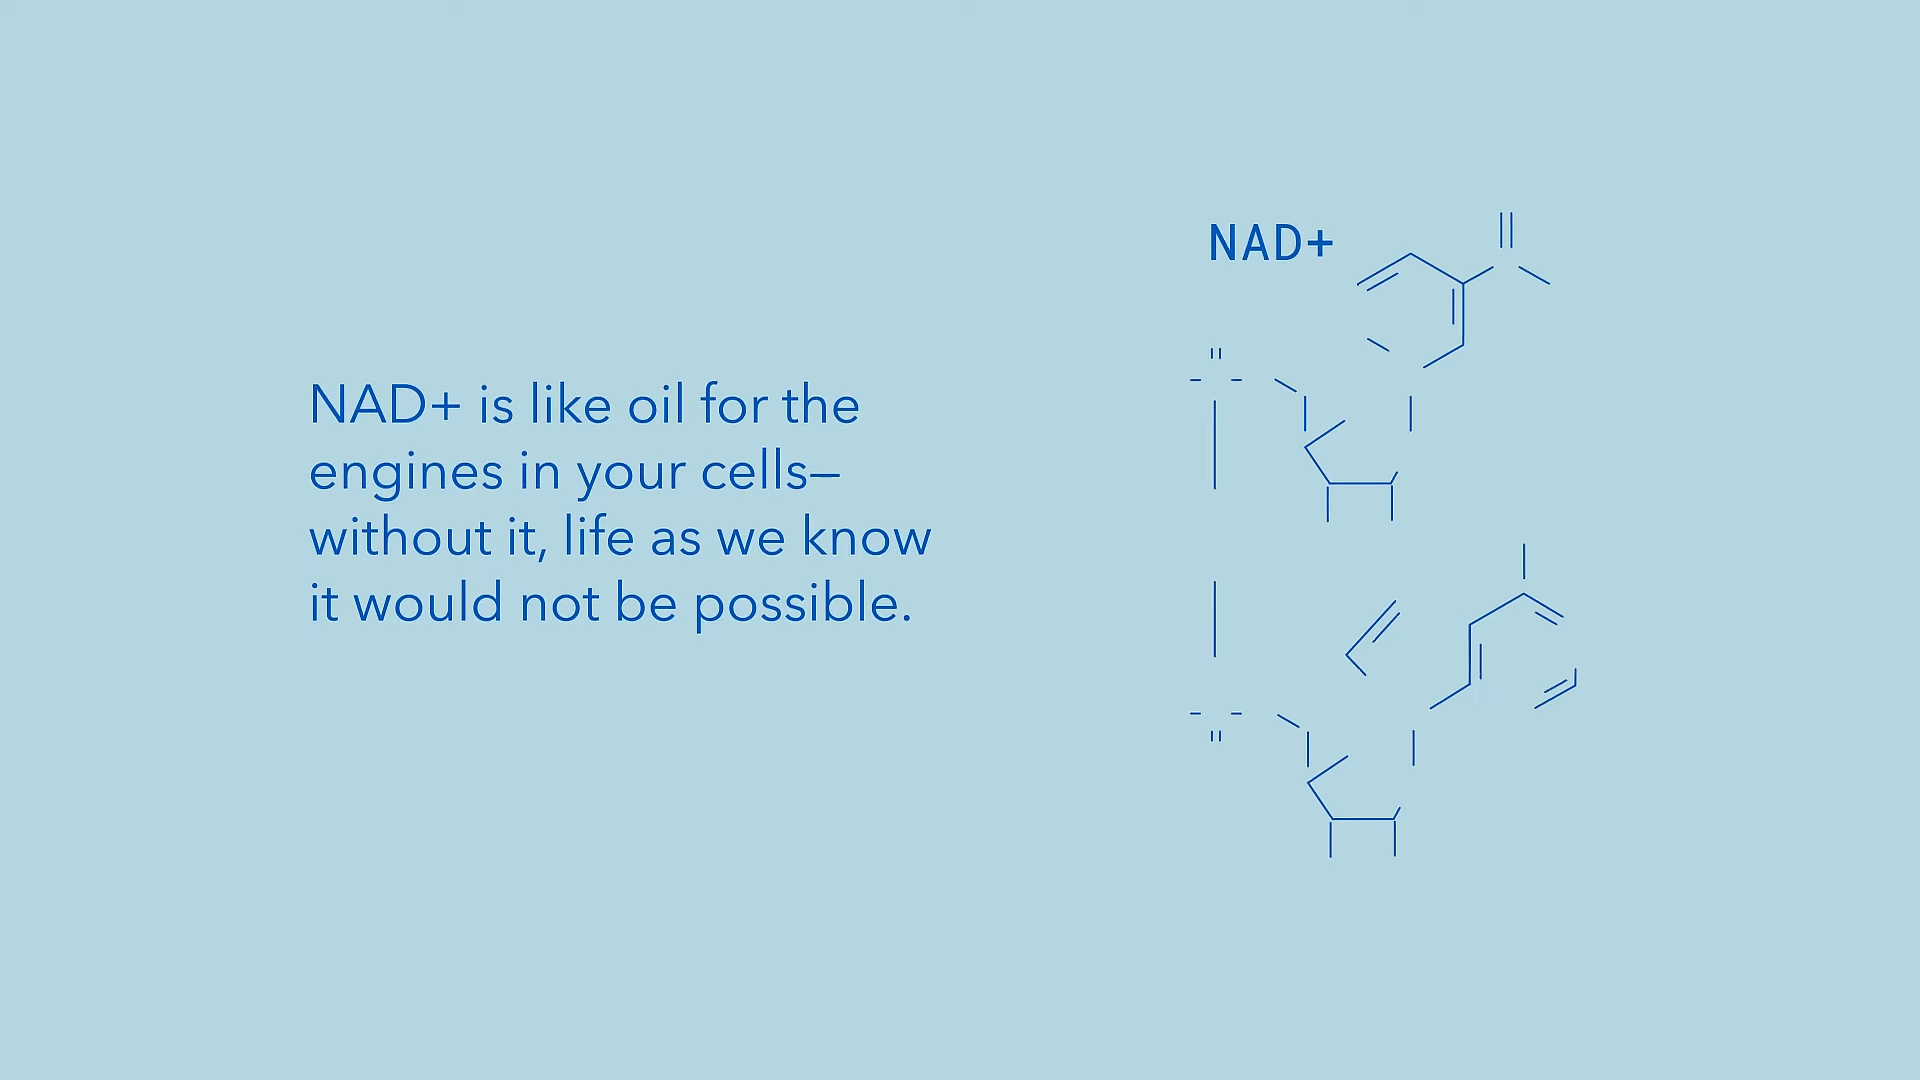 NAD+ is like oil for the
engines in your cells—
without it, life as we know
it would not be possible.
NAD+